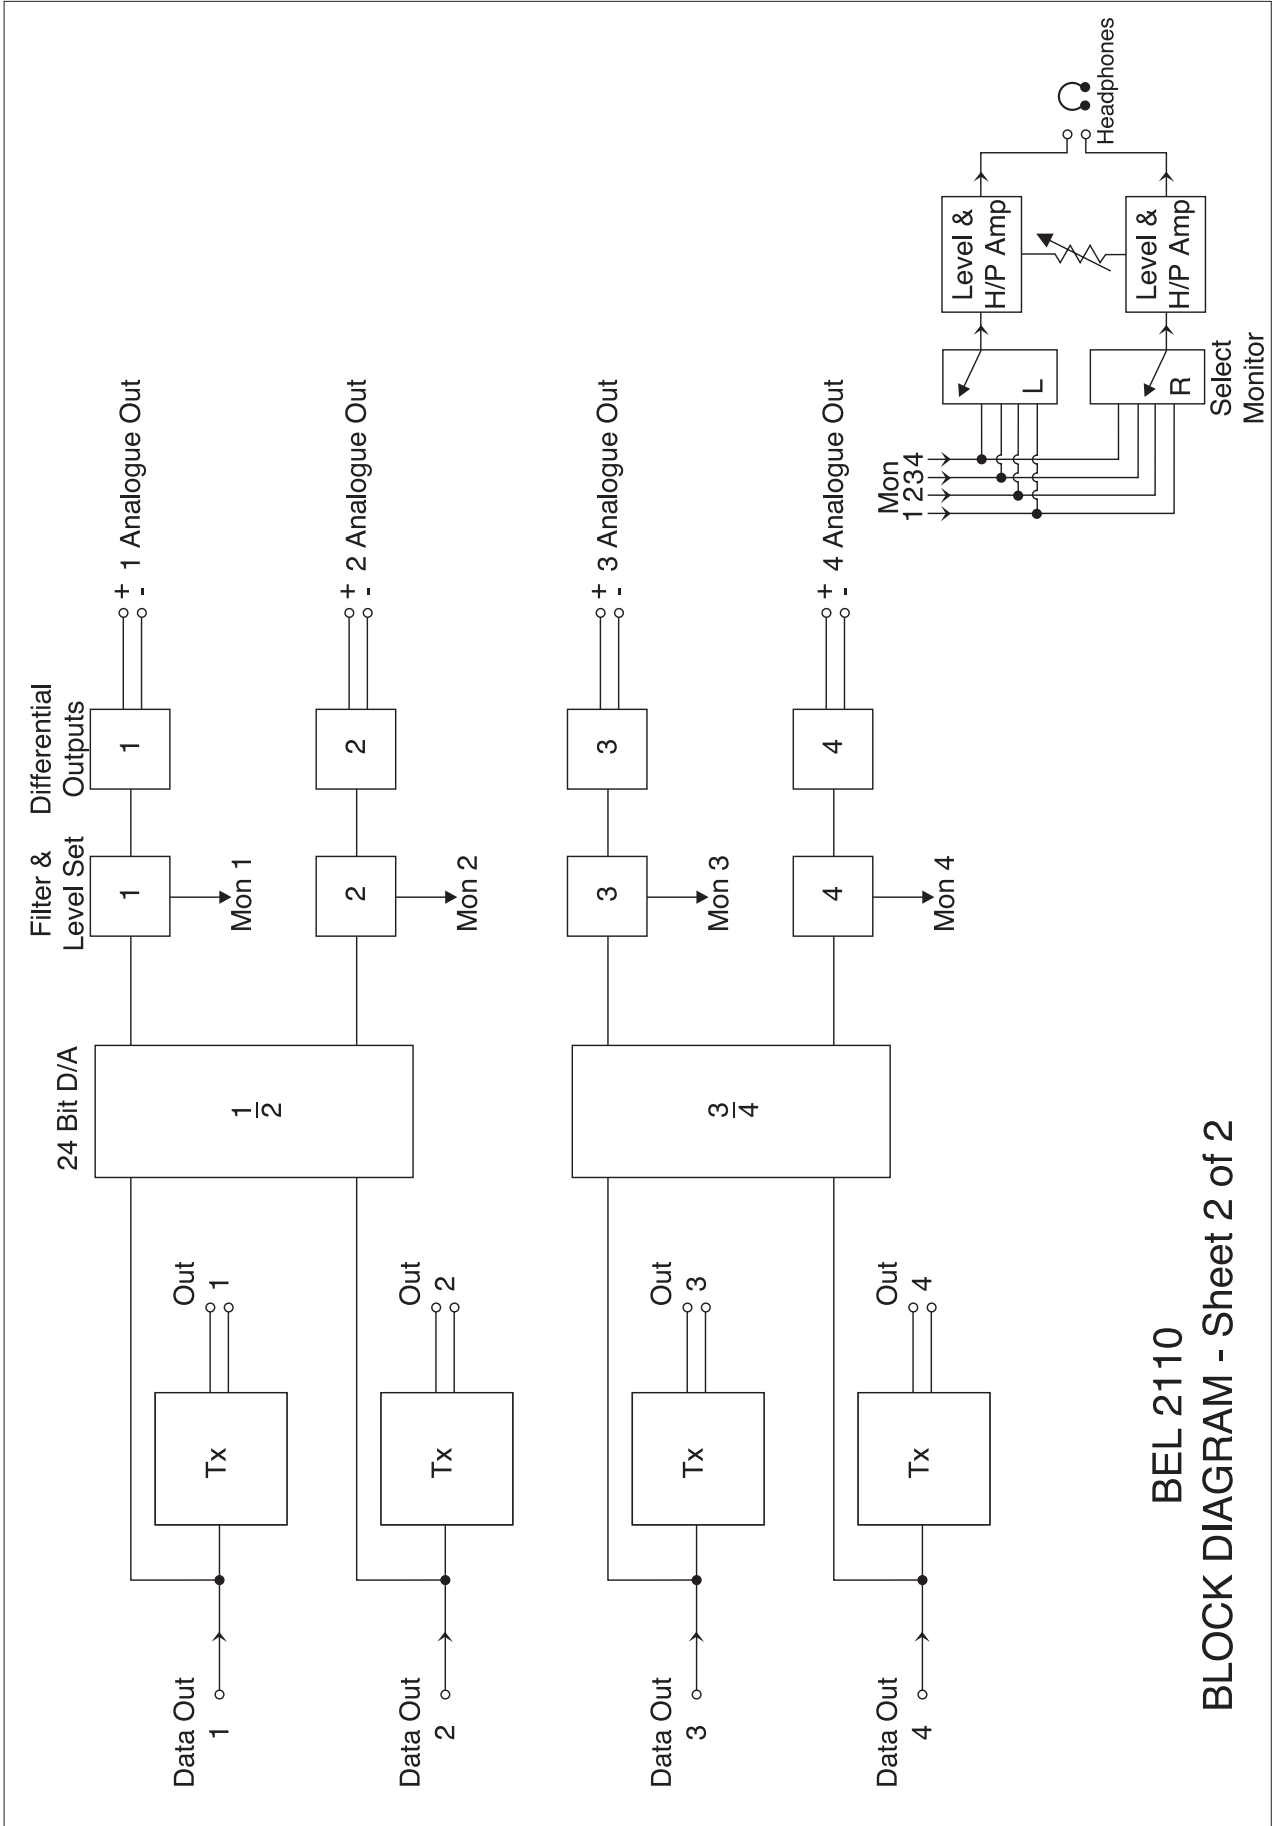 24 Bit D/A
Filter &
Level Set
Differential
Outputs
Data Out
1
Tx
Out
1
1
2
1
Mon 1
1
+
-
1 Analogue Out
Data Out
2
Tx
Out
2
2
Mon 2
2
+
-
2 Analogue Out
Data Out
3
Tx
Out
3
3
4
3
Mon 3
3
+
-
3 Analogue Out
Data Out
4
Tx
Out
4
4
Mon 4
4
+
-
4 Analogue Out
Mon
1 2 3 4
L
R
Select
Monitor
Level &
H/P Amp
Level &
H/P Amp
Headphones
BEL 2110
BLOCK DIAGRAM - Sheet 2 of 2